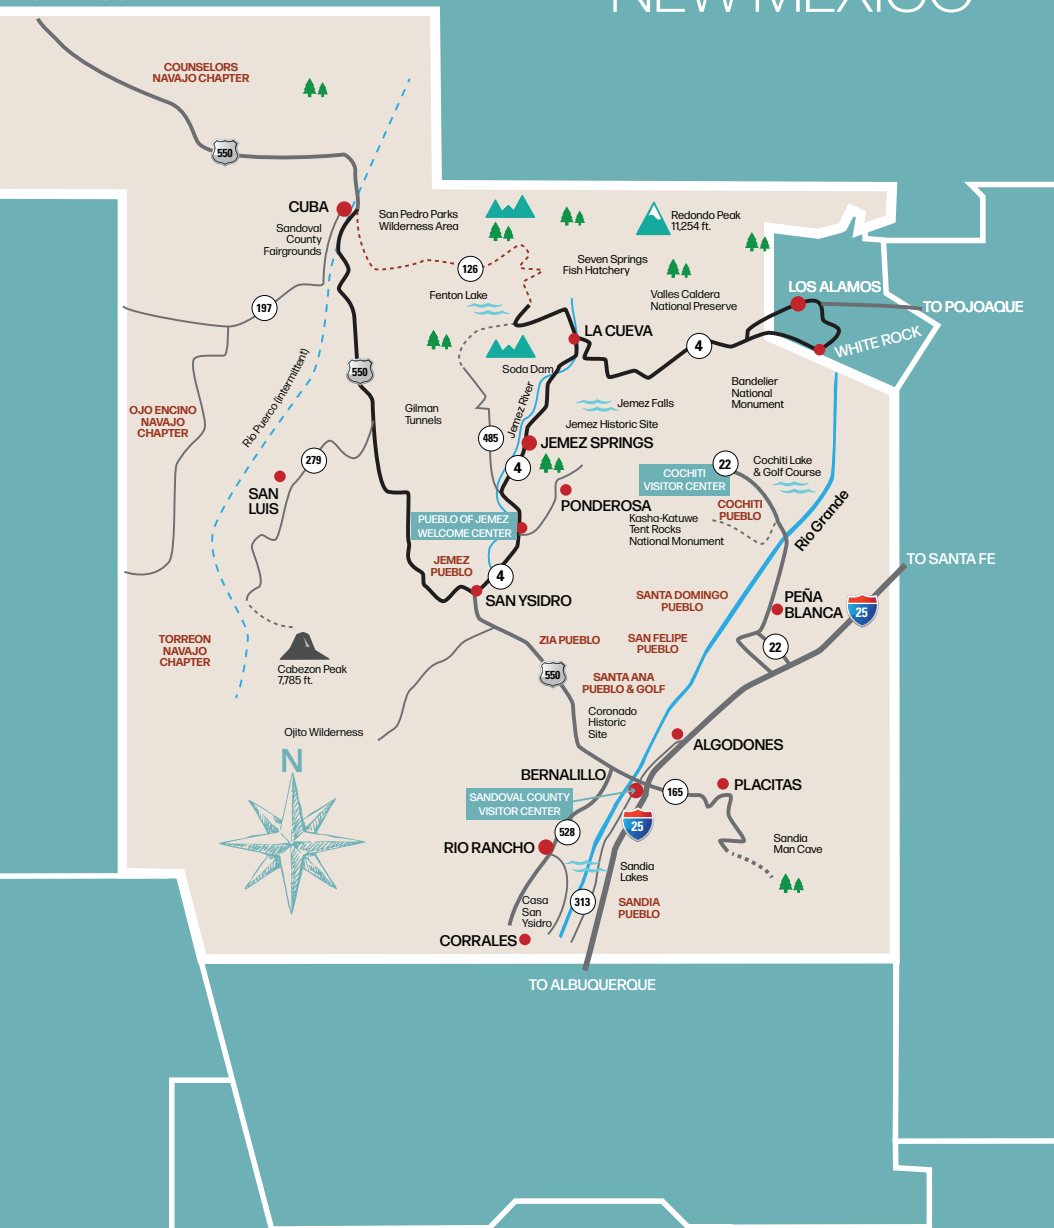 NEW MEXICO
COUNSELORS
NAVAJO CHAPTER
550
CUBA
Sandoval
County
Fairgrounds
San Pedro Parks
Wilderness Area
Redondo Peak
11,254 ft.
126
Seven Springs
Fish Hatchery
Fenton Lake
Valles Caldera
National Preserve
LOS ALAMOS
TO POJOAQUE
197
LA CUEVA
4
WHITE ROCK
550
Soda Dam
Rio Puerco (intermittent)
Jemez River
Bandelier
National
Monument
OJO ENCINO
NAVAJO
CHAPTER
Gilman
Tunnels
Jemez Falls
Jemez Historic Site
485
JEMEZ SPRINGS
279
4
22
Cochiti Lake
& Golf Course
COCHITI
VISITOR CENTER
SAN
LUIS
PONDEROSA
COCHITI
PUEBLO
Kasha-Katuwe
Tent Rocks
National Monument
Rio Grande
PUEBLO OF JEMEZ
WELCOME CENTER
JEMEZ
PUEBLO
4
TO SANTA FE
SAN YSIDRO
SANTA DOMINGO
PUEBLO
PEÑA
BLANCA
25
TORREON
NAVAJO
CHAPTER
ZIA PUEBLO
SAN FELIPE
PUEBLO
22
Cabezon Peak
7,785 ft.
550
SANTA ANA
PUEBLO & GOLF
Coronado
Historic
Site
Ojito Wilderness
ALGODONES
N
BERNALILLO
PLACITAS
165
SANDOVAL COUNTY
VISITOR CENTER
25
528
RIO RANCHO
Sandia
Man Cave
Sandia
Lakes
Casa
San
Ysidro
313
SANDIA
PUEBLO
CORRALES
TO ALBUQUERQUE